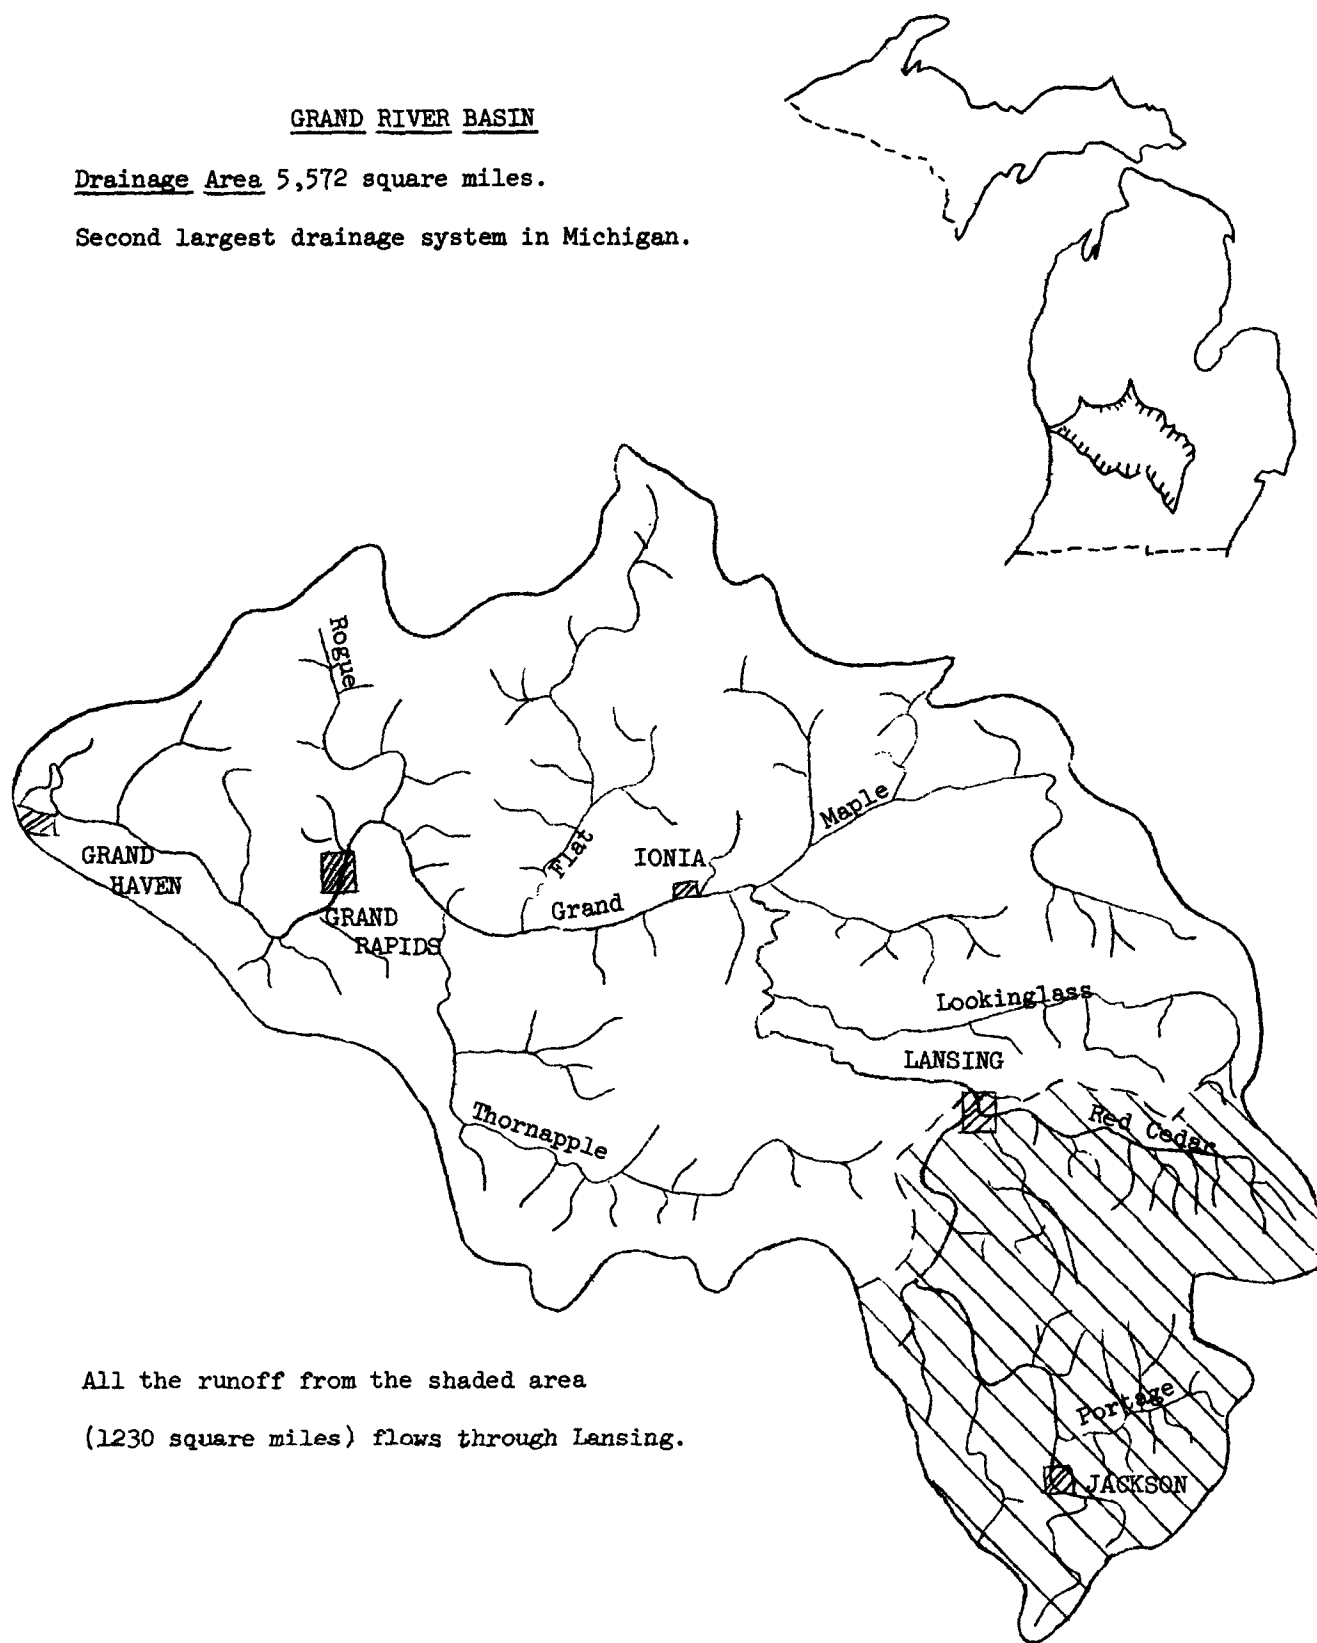 GRAND RIVER BASIN
Drainage Area 5,572 square miles.
Second largest drainage system in Michigan.
Rogue
Maple
GRAND
HAVEN
Flat
IONIA
Grand
GRAND
RAPIDS
Lookinglass
LANSING
Thornapple
Red Cedar
All the runoff from the shaded area
(1230 square miles) flows through Lansing.
Portage
JACKSON